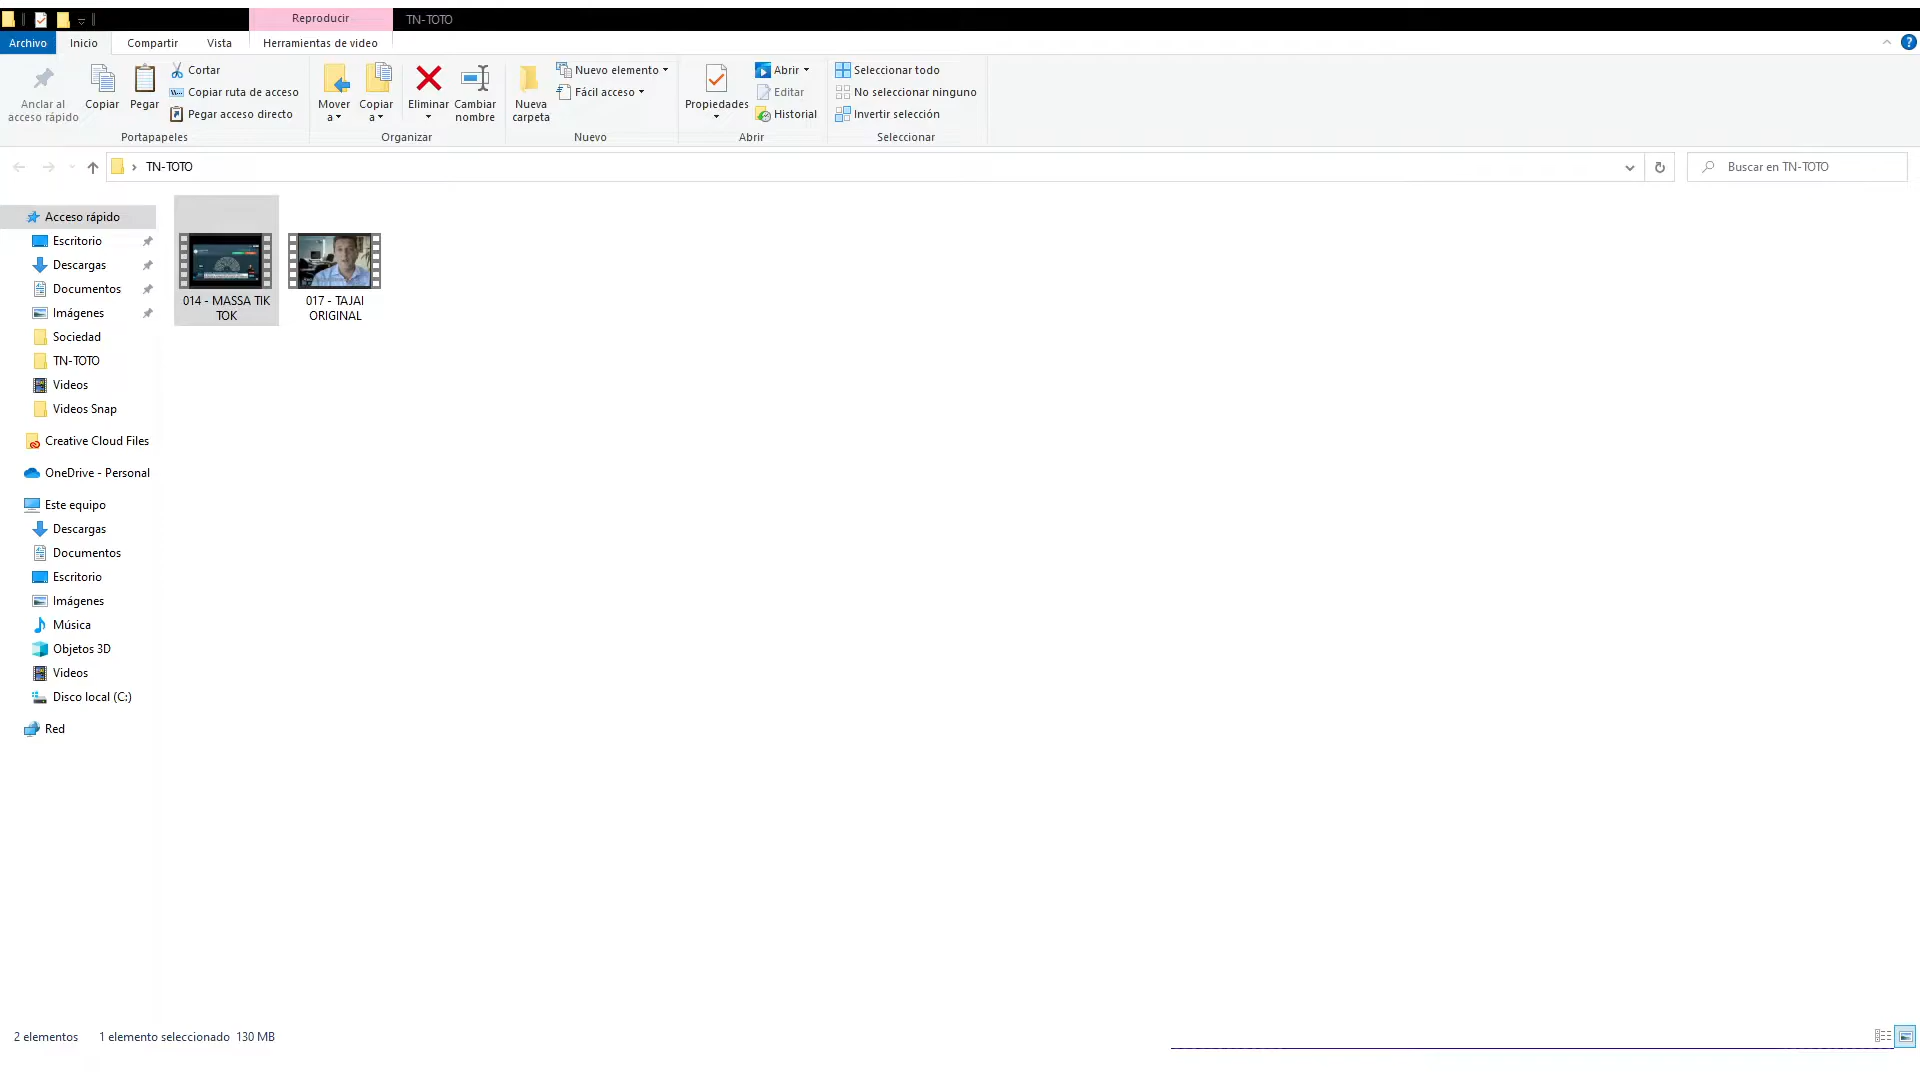 Reproducir
TN-TOTO
Archivo
Inicio
Compartir
Vista
Herramientas de video
Anclar al
acceso rápido
Copiar
Pegar
Cortar
Copiar ruta de acceso
Pegar acceso directo
Portapapeles
Mover
a
Copiar
a
Eliminar
Cambiar
nombre
Organizar
Nueva
carpeta
Nuevo elemento
Fácil acceso
Nuevo
Propiedades
Abrir
Editar
Historial
Abrir
Seleccionar todo
No seleccionar ninguno
Invertir selección
Seleccionar
TN-TOTO
Buscar en TN-TOTO
Acceso rápido
Escritorio
Descargas
Documentos
Imágenes
Sociedad
TN-TOTO
Videos
Videos Snap
Creative Cloud Files
OneDrive - Personal
Este equipo
Descargas
Documentos
Escritorio
Imágenes
Música
Objetos 3D
Videos
Disco local (C:)
Red
014 - MASSA TIK
TOK
017 - TAJAI
ORIGINAL
2 elementos
1 elemento seleccionado 130 MB